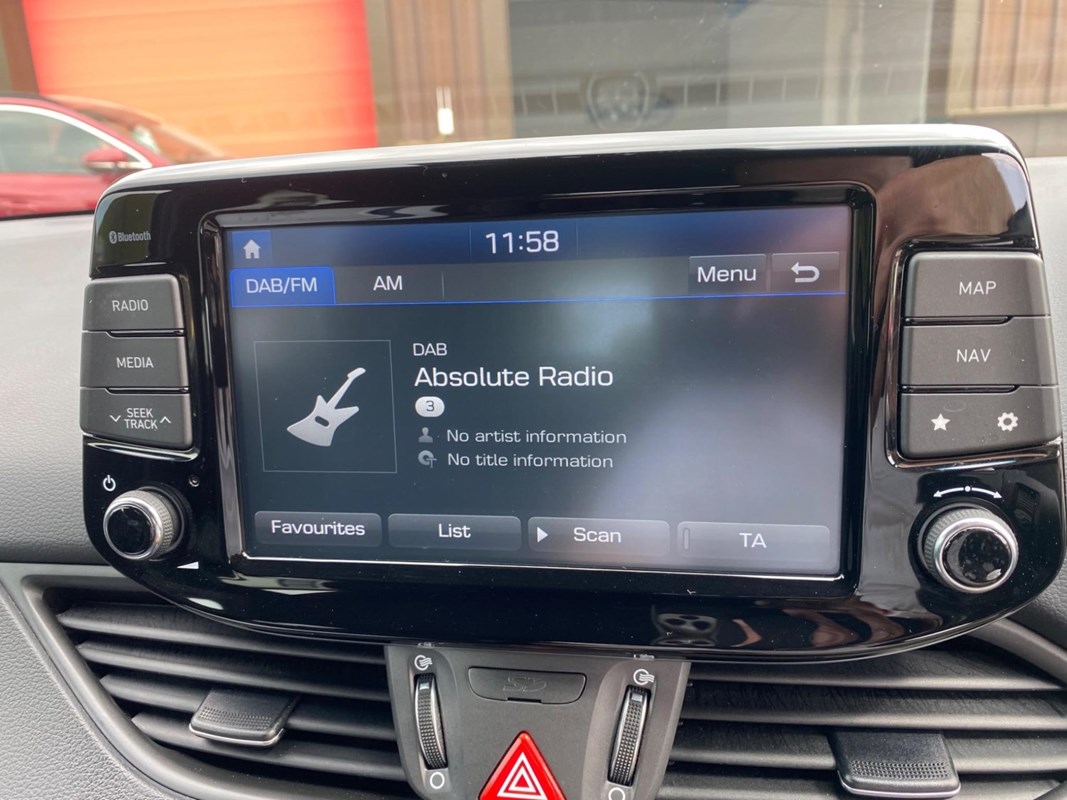 Bluetooth
11:58
DAB/FM AM Menu
RADIO
MEDIA
SEEK
TRACK
DAB
Absolute Radio
3
No artist information
No title information
Favourites List Scan TA
MAP
NAV